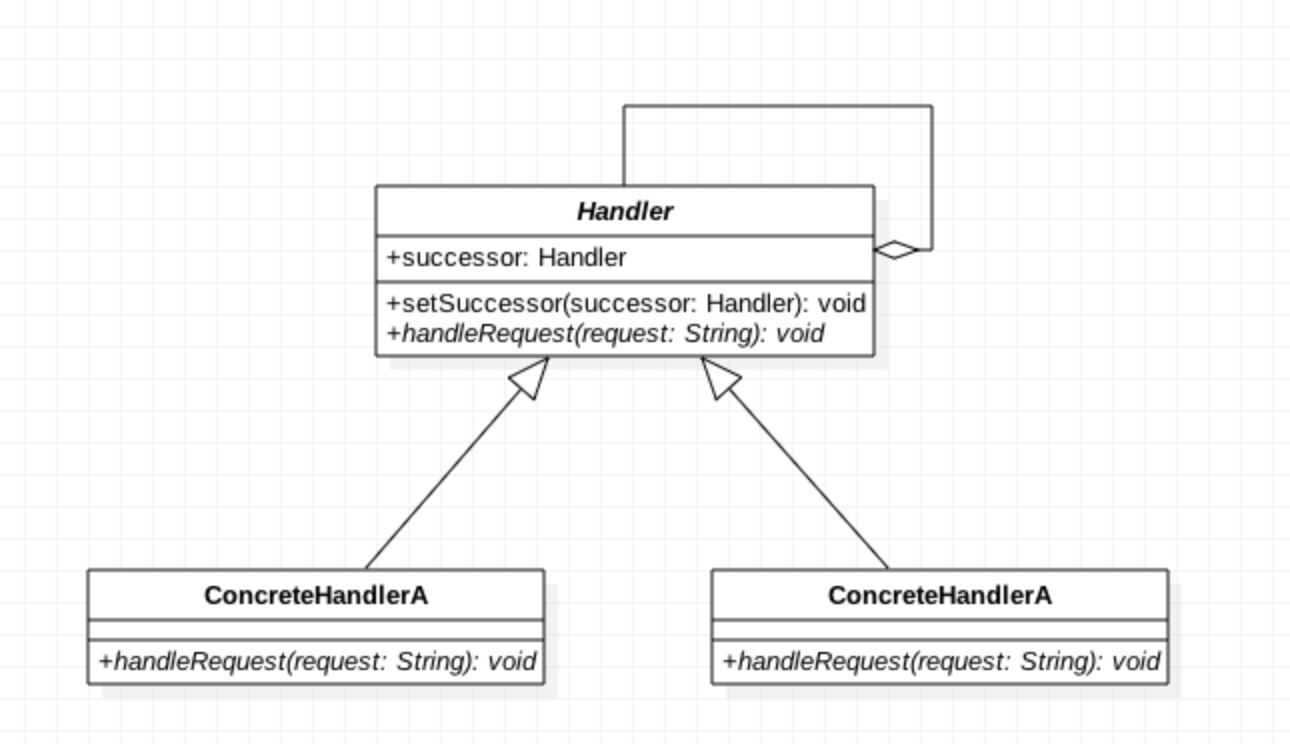 Handler
+successor: Handler
+setSuccessor(successor: Handler): void
+handleRequest(request: String): void
ConcreteHandlerA
+handleRequest(request: String): void
ConcreteHandlerA
+handleRequest(request: String): void